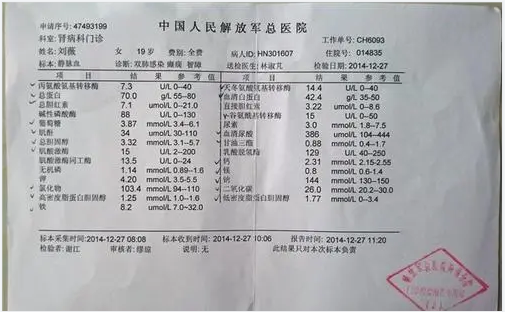 申请序号: 47493199
中国人民解放军总医院
科室: 肾病科门诊
工作单号: CH6093
姓名: 刘薇 女 19岁 费别: 全费 病人ID: HN301607 住院号: 014835
标本: 静脉血 诊断: 双肺感染 癫痫 智障 送检医生: 林淑芃 检验日期: 2014-12-27
项目 结果 参考值 项目 结果 参考值
丙氨酸氨基转移酶 7.3 U/L 0--40 天冬氨酸氨基转移酶 14.4 U/L 0--40
总蛋白 70.0 g/L 55--80 血清白蛋白 42.4 g/L 35-50
总胆红素 7.1 umol/L 0--21.0 直接胆红素 3.22 umol/L 0--8.6
碱性磷酸酶 88 U/L 0--130 γ-谷氨酰基转移酶 15 U/L 0--50
葡萄糖 3.87 mmol/L 3.4--6.1 尿素 3.0 mmol/L 1.8--7.5
肌酐 34 umol/L 30--110 血清尿酸 386 umol/L 104--444
总胆固醇 3.32 mmol/L 3.1--5.7 甘油三酯 0.88 mmol/L 0.4--1.7
肌酸激酶 15 U/L 2--200 乳酸脱氢酶 129 U/L 40--250
肌酸激酶同工酶 13.5 U/L 0--24 钙 2.31 mmol/L 2.15-2.55
无机磷 1.14 mmol/L 0.89--1.6 镁 0.8 mmol/L 0.6--1.4
钾 4.20 mmol/L 3.5-5.5 钠 144 mmol/L 130--150
氯化物 103.4 mmol/L 94--110 二氧化碳 26.0 mmol/L 20.2--30.0
高密度脂蛋白胆固醇 1.25 mmol/L 1.0--1.6 低密度脂蛋白胆固醇 1.77 mmol/L 0--3.4
铁 8.2 umol/L 7.0--32.0
标本采集时间: 2014-12-27 08:08 标本收到时间: 2014-12-27 10:06 报告时间: 2014-12-27 11:20
检验者: 谢江 审核者: 缪琼 说明: 无 此结果只对本次标本负责